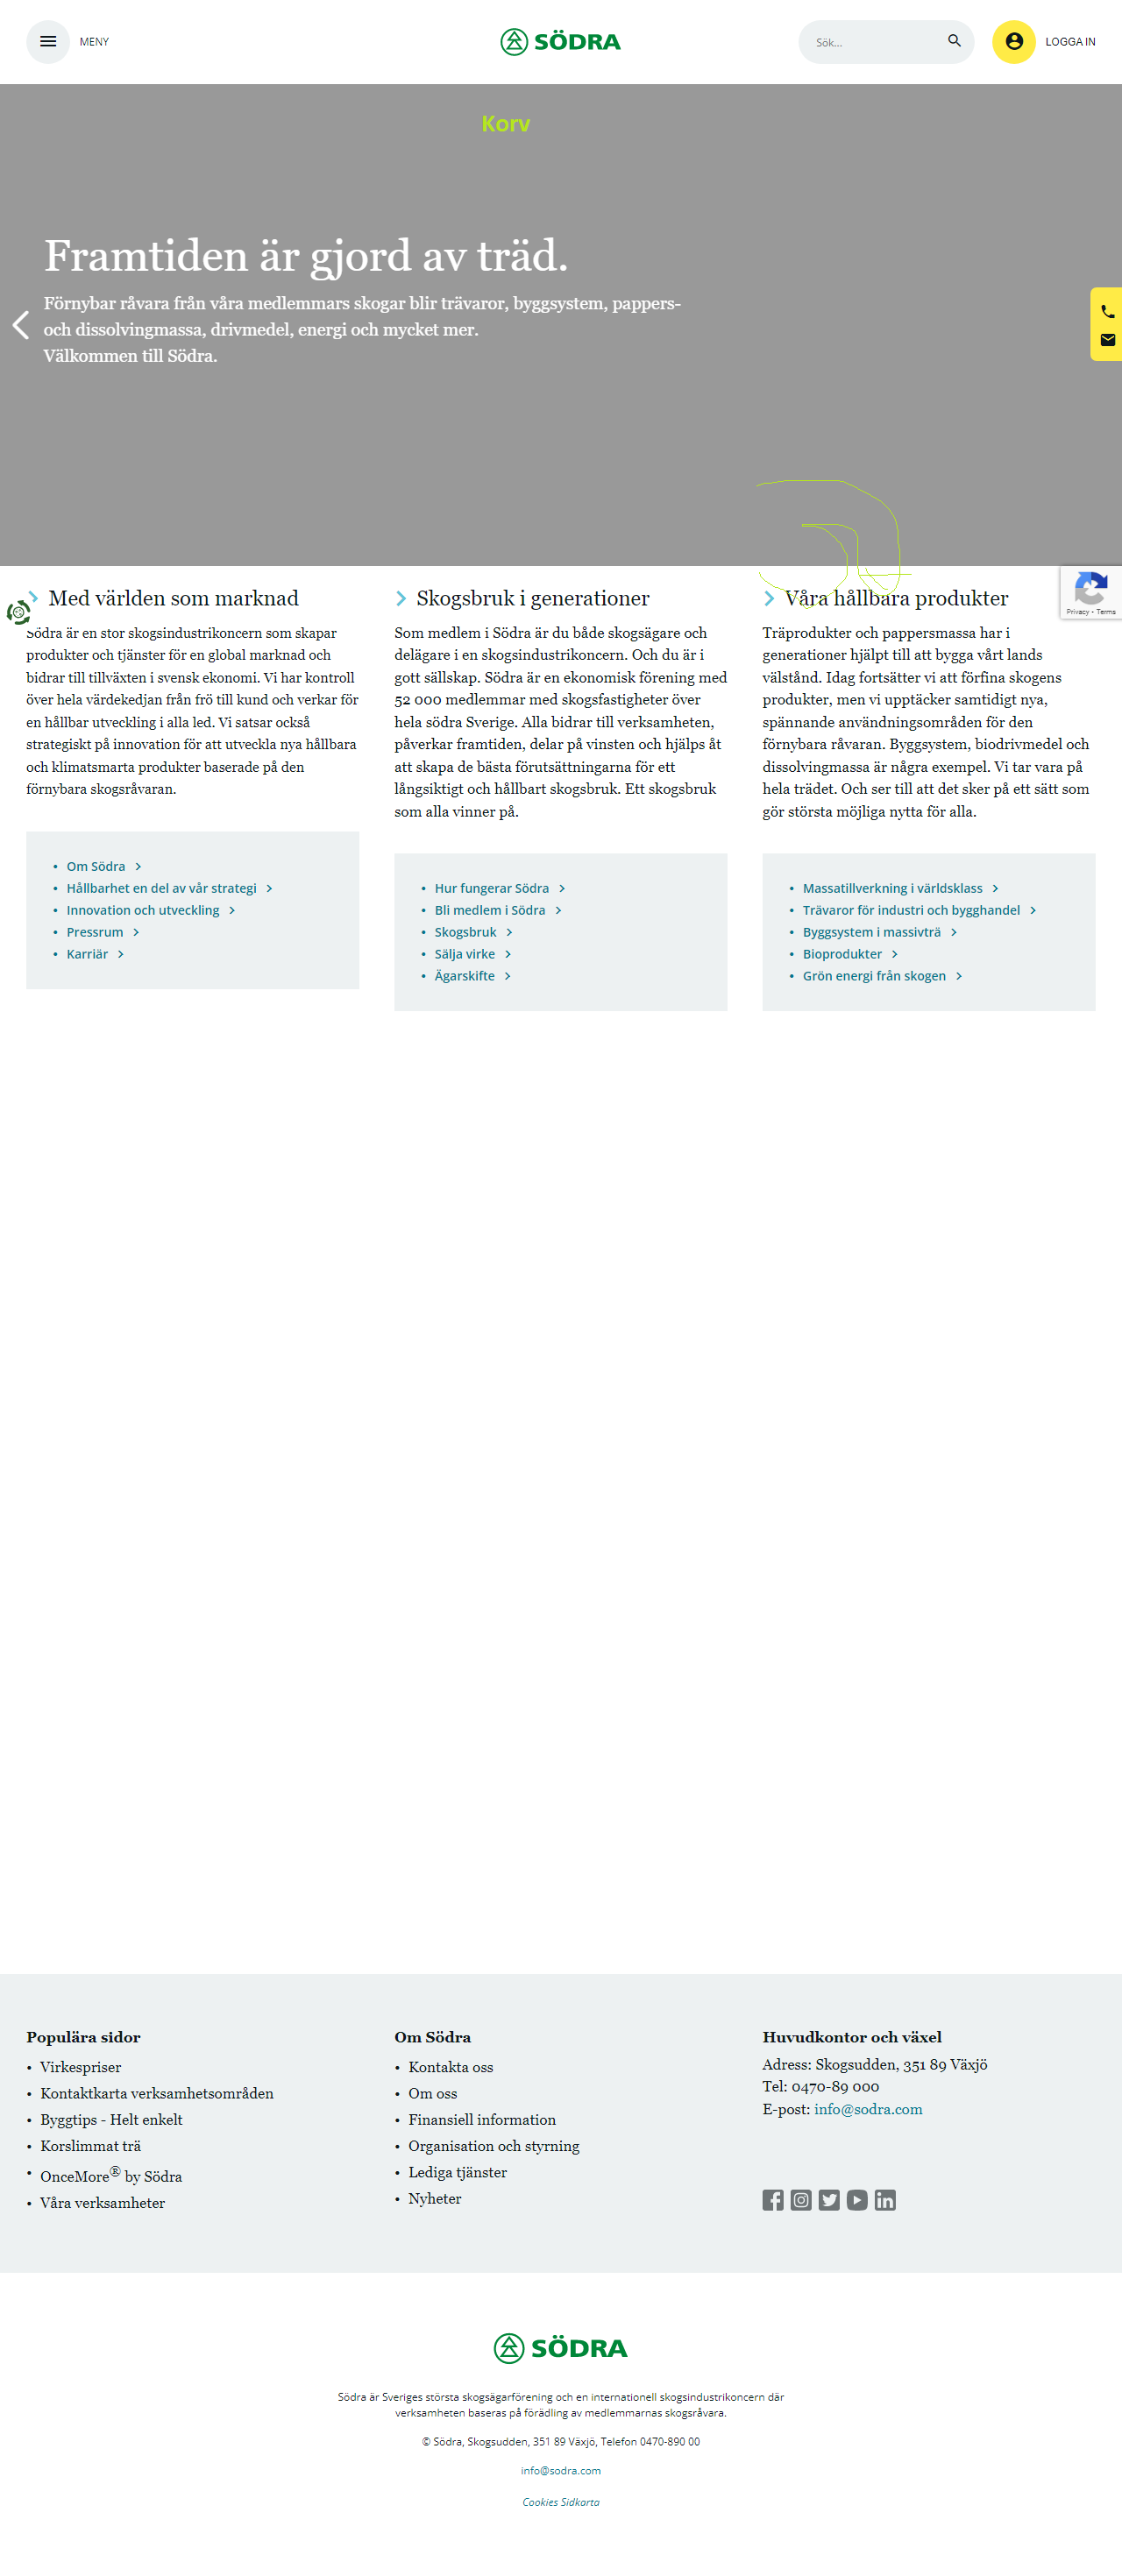 MENY
SÖDRA
Sök...
LOGGA IN
Korv
Framtiden är gjord av träd.
Förnybar råvara från våra medlemmars skogar blir trävaror, byggsystem, pappers-
och dissolvingmassa, drivmedel, energi och mycket mer.
Välkommen till Södra.
Privacy - Terms
Med världen som marknad
Södra är en stor skogsindustrikoncern som skapar
produkter och tjänster för en global marknad och
bidrar till tillväxten i svensk ekonomi. Vi har kontroll
över hela värdekedjan från frö till kund och verkar för
en hållbar utveckling i alla led. Vi satsar också
strategiskt på innovation för att utveckla nya hållbara
och klimatsmarta produkter baserade på den
förnybara skogsråvaran.
• Om Södra
• Hållbarhet en del av vår strategi
• Innovation och utveckling
• Pressrum
• Karriär
Skogsbruk i generationer
Som medlem i Södra är du både skogsägare och
delägare i en skogsindustrikoncern. Och du är i
gott sällskap. Södra är en ekonomisk förening med
52 000 medlemmar med skogsfastigheter över
hela södra Sverige. Alla bidrar till verksamheten,
påverkar framtiden, delar på vinsten och hjälps åt
att skapa de bästa förutsättningarna för ett
långsiktigt och hållbart skogsbruk. Ett skogsbruk
som alla vinner på.
• Hur fungerar Södra
• Bli medlem i Södra
• Skogsbruk
• Sälja virke
• Ägarskifte
Våra hållbara produkter
Träprodukter och pappersmassa har i
generationer hjälpt till att bygga vårt lands
välstånd. Idag fortsätter vi att förfina skogens
produkter, men vi upptäcker samtidigt nya,
spännande användningsområden för den
förnybara råvaran. Byggsystem, biodrivmedel och
dissolvingmassa är några exempel. Vi tar vara på
hela trädet. Och ser till att det sker på ett sätt som
gör största möjliga nytta för alla.
• Massatillverkning i världsklass
• Trävaror för industri och bygghandel
• Byggsystem i massivträ
• Bioprodukter
• Grön energi från skogen
Populära sidor
• Virkespriser
• Kontaktkarta verksamhetsområden
• Byggtips - Helt enkelt
• Korslimmat trä
• OnceMore® by Södra
• Våra verksamheter
Om Södra
• Kontakta oss
• Om oss
• Finansiell information
• Organisation och styrning
• Lediga tjänster
• Nyheter
Huvudkontor och växel
Adress: Skogsudden, 351 89 Växjö
Tel: 0470-89 000
E-post: info@sodra.com
SÖDRA
Södra är Sveriges största skogsägarförening och en internationell skogsindustrikoncern där
verksamheten baseras på förädling av medlemmarnas skogsråvara.
© Södra, Skogsudden, 351 89 Växjö, Telefon 0470-890 00
info@sodra.com
Cookies Sidkarta